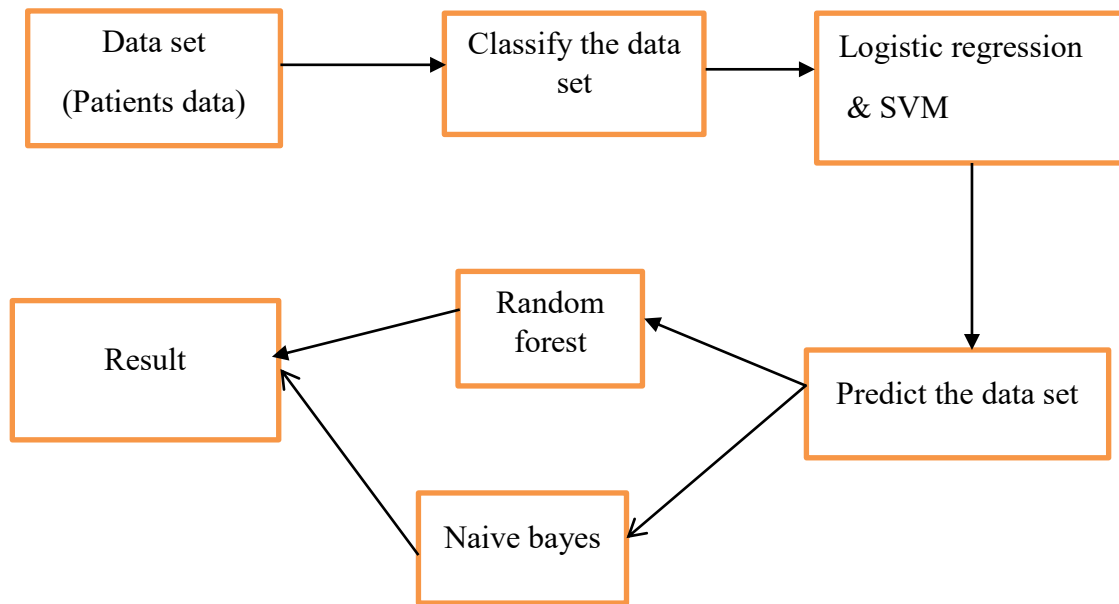 Data set
(Patients data)
Classify the data
set
Logistic regression
& SVM
Predict the data set
Random
forest
Naive bayes
Result